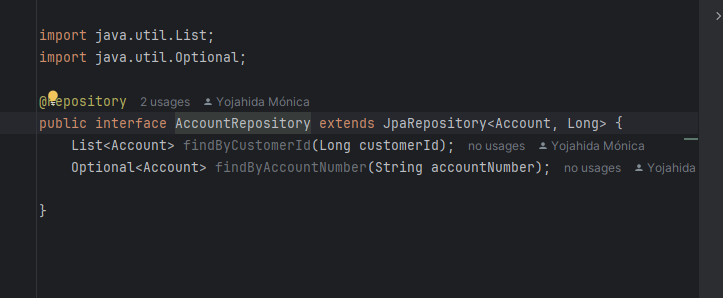 import java.util.List;
import java.util.Optional;
@Repository 2 usages Yojahida Mónica
public interface AccountRepository extends JpaRepository<Account, Long> {
List<Account> findByCustomerId(Long customerId); no usages Yojahida Mónica
Optional<Account> findByAccountNumber(String accountNumber); no usages Yojahida
}